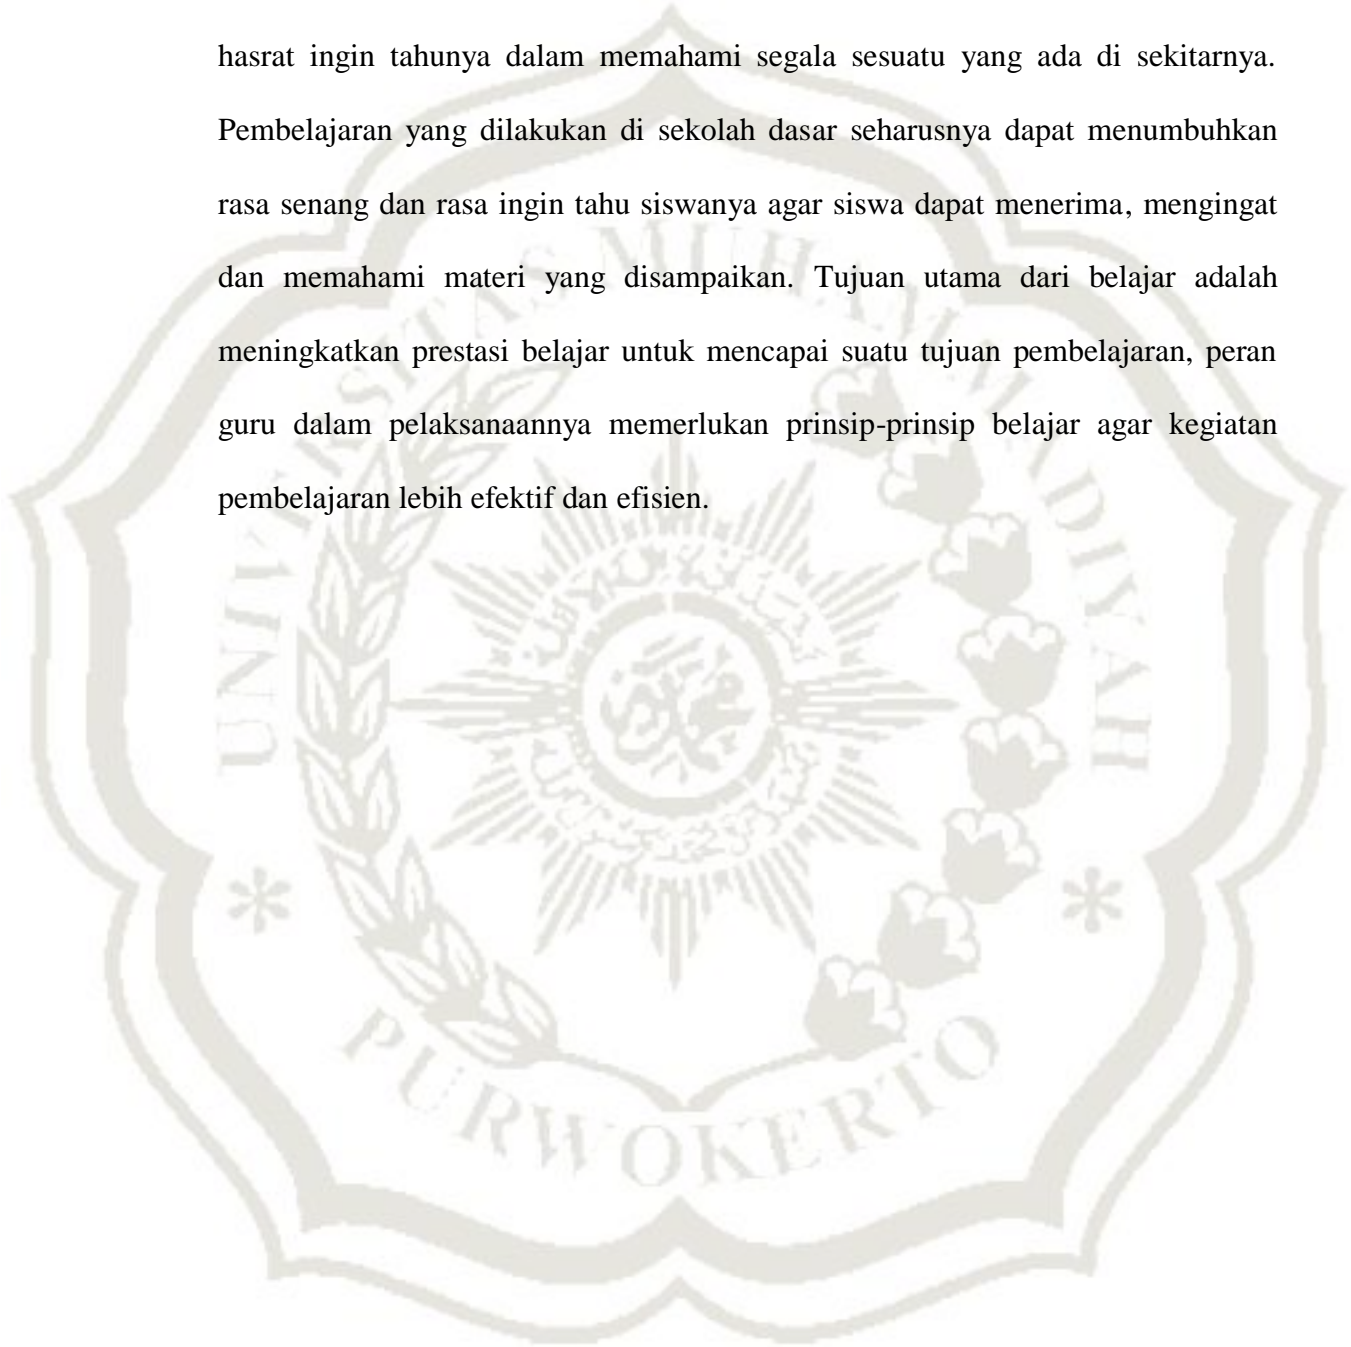 hasrat ingin tahunya dalam memahami segala sesuatu yang ada di sekitarnya.
Pembelajaran yang dilakukan di sekolah dasar seharusnya dapat menumbuhkan
rasa senang dan rasa ingin tahu siswanya agar siswa dapat menerima, mengingat
dan memahami materi yang disampaikan. Tujuan utama dari belajar adalah
meningkatkan prestasi belajar untuk mencapai suatu tujuan pembelajaran, peran
guru dalam pelaksanaannya memerlukan prinsip-prinsip belajar agar kegiatan
pembelajaran lebih efektif dan efisien.
UNIVERSITAS MUHAMMADIYAH
PURWOKERTO